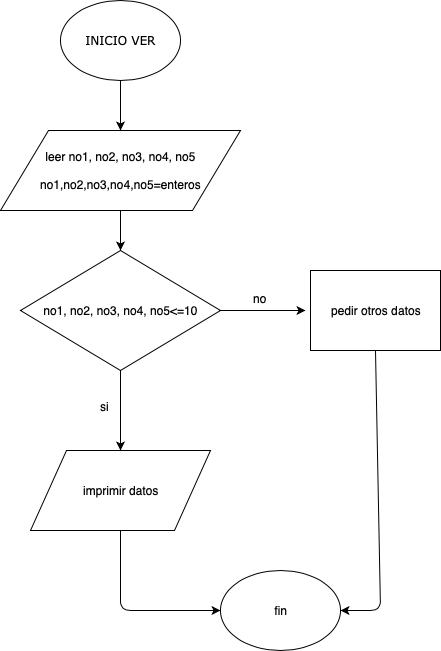 INICIO VER
leer no1, no2, no3, no4, no5
no1,no2,no3,no4,no5=enteros
no1, no2, no3, no4, no5<=10
no
pedir otros datos
si
imprimir datos
fin